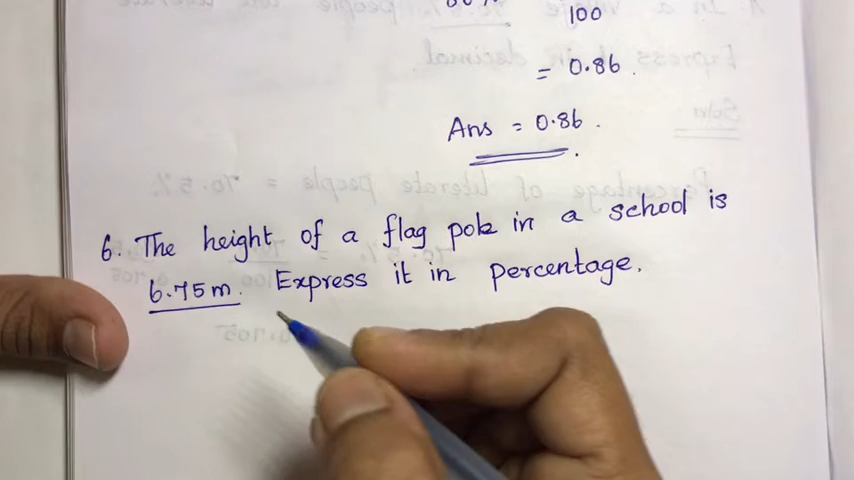 100
= 0.86.
Ans = 0.86.
6. The height of a flag pole in a school is
6.75m. Express it in percentage.